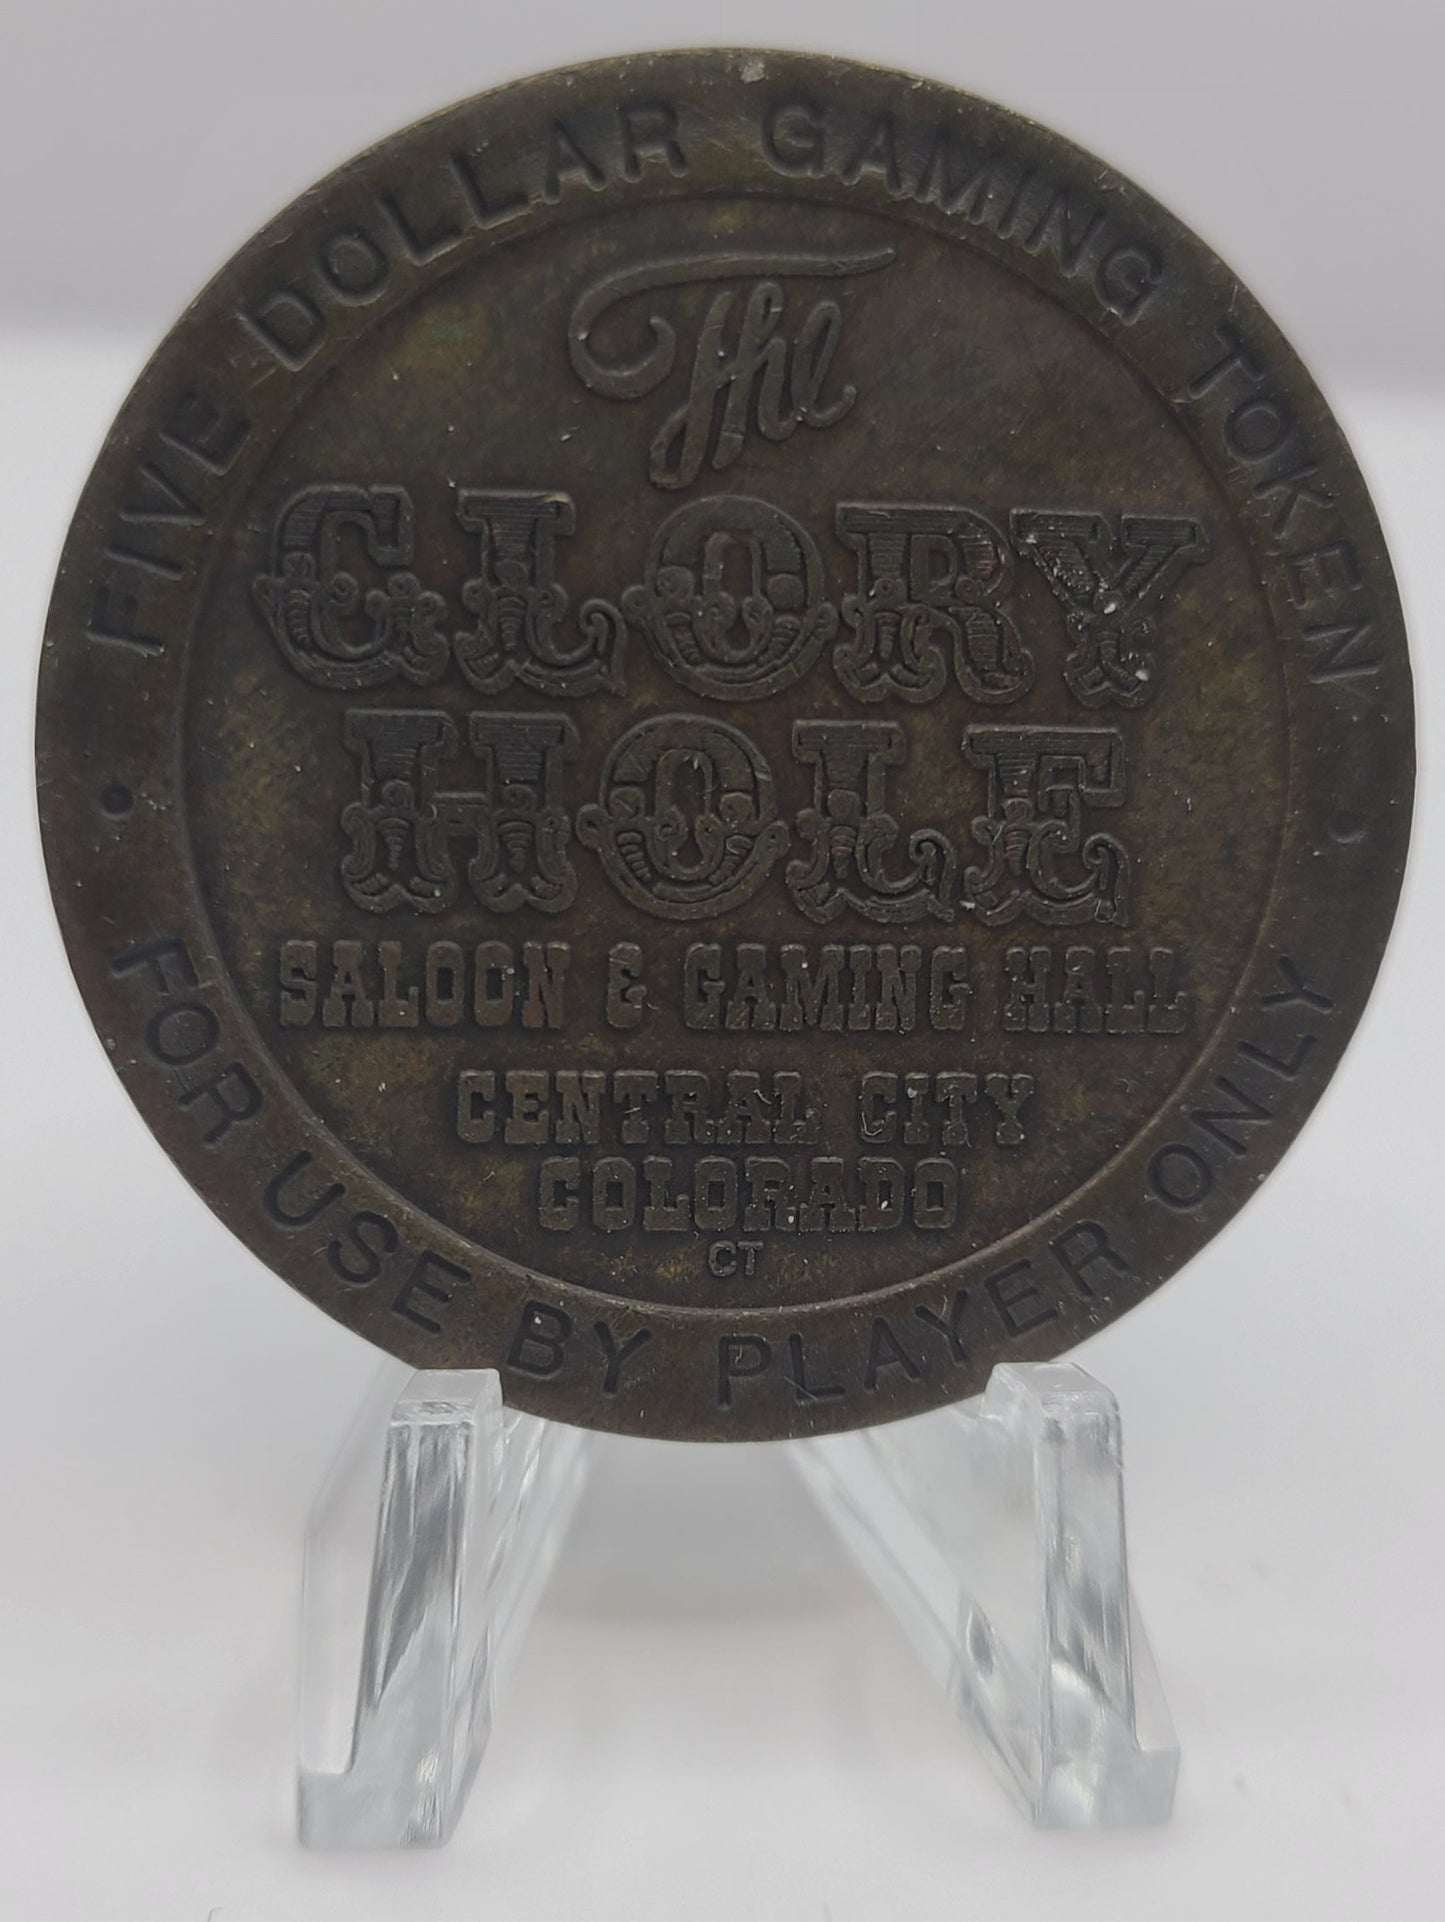 FIVE DOLLAR GAMING TOKEN
The
GLORY
HOLE
SALOON & GAMING HALL
CENTRAL CITY
COLORADO
CT
• FOR USE BY PLAYER ONLY •